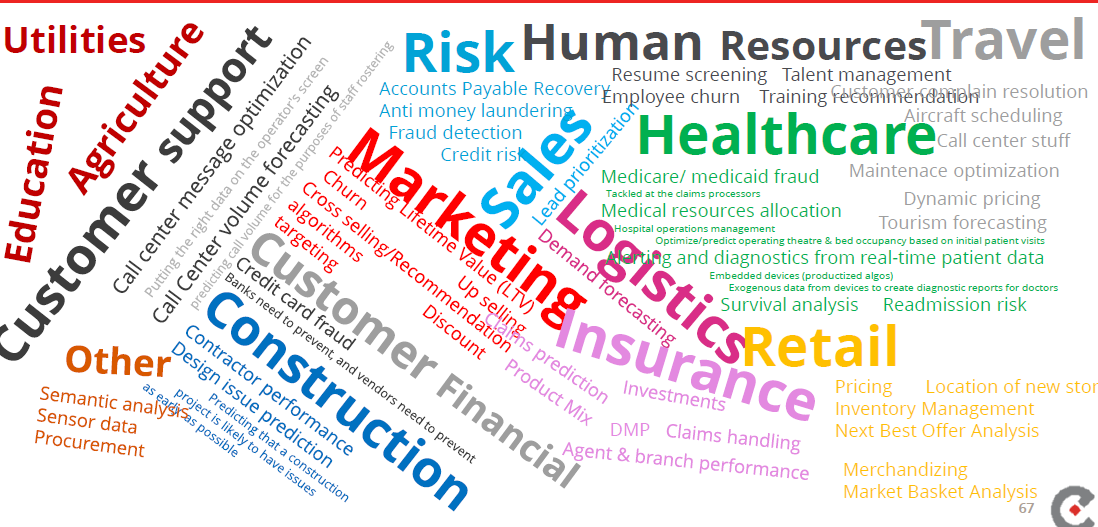 Utilities
Education
Agriculture
Customer support
Call center message optimization
Putting the right data on the operator's screen
Call Center volume forecasting
predicting call volume for the purposes of staff rostering
Risk
Accounts Payable Recovery
Anti money laundering
Fraud detection
Credit risk
Human Resources
Resume screening Talent management
Employee churn Training recommendation
Travel
Customer complain resolution
Aircraft scheduling
Call center stuff
Maintenace optimization
Dynamic pricing
Tourism forecasting
Marketing
Predicting Lifetime Value (LTV)
Churn
Cross selling/Recommendation
algorithms
Up selling
targeting
Discount
Sales
Lead prioritization
Healthcare
Medicare/ medicaid fraud
Tackled at the claims processors
Medical resources allocation
Hospital operations management
Optimize/predict operating theatre & bed occupancy based on initial patient visits
Alerting and diagnostics from real-time patient data
Embedded devices (productized algos)
Exogenous data from devices to create diagnostic reports for doctors
Survival analysis Readmission risk
Logistics
Demand forecasting
Customer Financial
Credit card fraud
Banks need to prevent, and vendors need to prevent
Construction
Contractor performance
Design issue prediction
Predicting that a construction
project is likely to have issues
as early as possible
Other
Semantic analysis
Sensor data
Procurement
Insurance
Claims prediction
Product Mix
Investments
DMP Claims handling
Agent & branch performance
Retail
Pricing Location of new stor
Inventory Management
Next Best Offer Analysis
Merchandizing
Market Basket Analysis
67